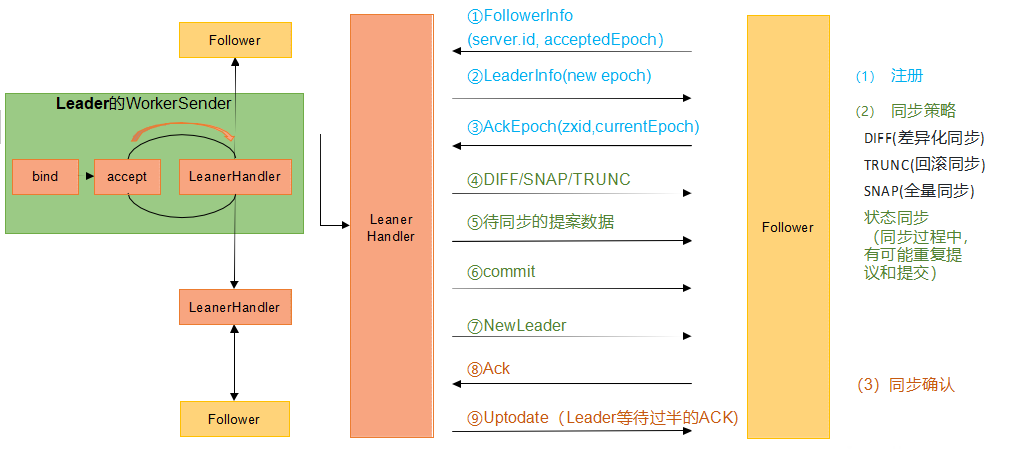 Follower
Leader的WorkerSender
bind
accept
LeanerHandler
LeanerHandler
Follower
Leaner
Handler
①FollowerInfo
(server.id, acceptedEpoch)
②LeaderInfo(new epoch)
③AckEpoch(zxid,currentEpoch)
④DIFF/SNAP/TRUNC
⑤待同步的提案数据
⑥commit
⑦NewLeader
⑧Ack
⑨Uptodate（Leader等待过半的ACK)
Follower
（1） 注册
（2） 同步策略
DIFF(差异化同步)
TRUNC(回滚同步)
SNAP(全量同步)
状态同步
（同步过程中，
有可能重复提
议和提交）
（3）同步确认